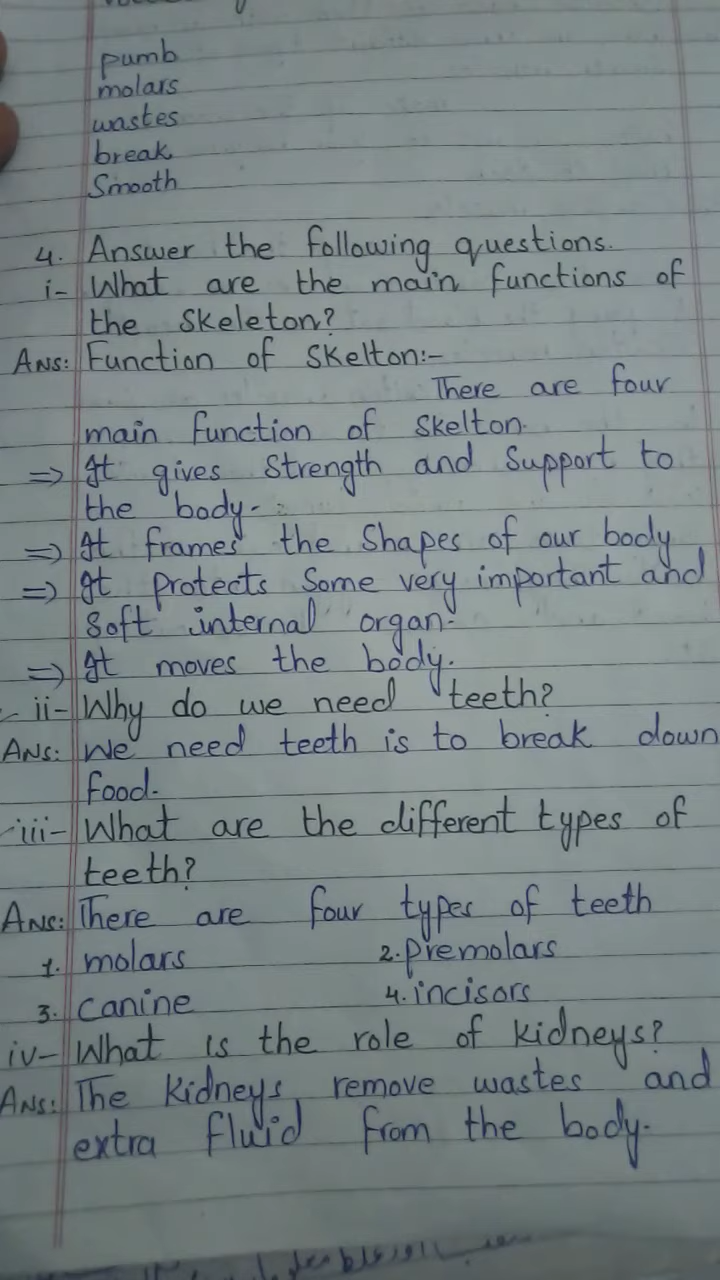 pumb
molars
wastes
break
Smooth
4. Answer the following questions.
i- What are the main functions of
the skeleton?
Ans: Function of skelton:-
There are four
main function of skelton.
⇒ It gives strength and support to
the body-
⇒ It frames the shapes of our body
⇒ It protects some very important and
soft internal organ.
⇒ It moves the body.
ii- Why do we need teeth?
Ans: We need teeth is to break down
food.
iii- What are the different types of
teeth?
Ans: There are four types of teeth
1. molars 2. premolars
3. canine 4. incisors
iv- What is the role of kidneys?
Ans: The kidneys remove wastes and
extra fluid from the body.